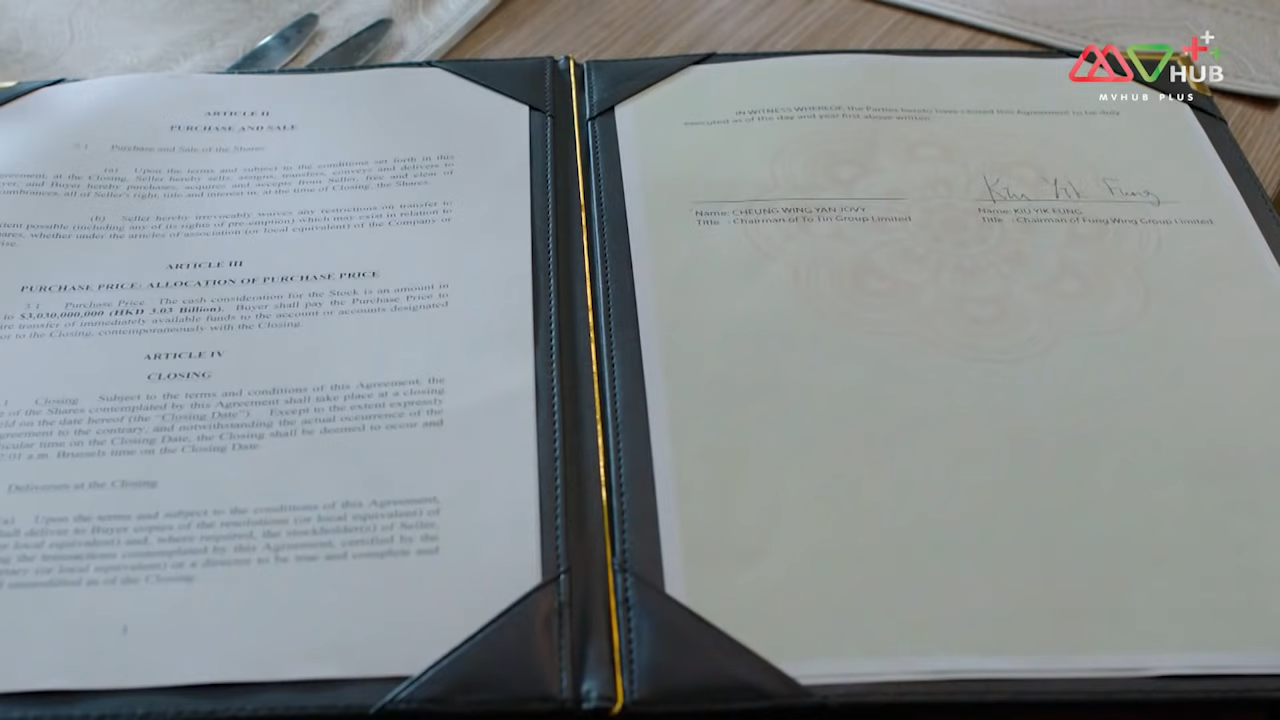 ARTICLE II
PURCHASE AND SALE
Purchase and Sale of the Shares
(a) Upon the terms and subject to the conditions set forth in this
at the Closing, Seller hereby sells, assigns, transfers, conveys and delivers to
and Buyer hereby purchases, acquires and accepts from Seller, free and clear of
all of Seller's right, title and interest in, at the time of Closing, the Shares.
(b) Seller hereby irrevocably waives any restrictions on transfer to
possible (including any of its rights of pre-emption) which may exist in relation to
whether under the articles of association (or local equivalent) of the Company or
ARTICLE III
PURCHASE PRICE; ALLOCATION OF PURCHASE PRICE
3.1 Purchase Price. The cash consideration for the Stock is an amount in
to $3,030,000,000 (HKD 3.03 Billion). Buyer shall pay the Purchase Price to
transfer of immediately available funds to the account or accounts designated
to the Closing, contemporaneously with the Closing.
ARTICLE IV
CLOSING
Closing Subject to the terms and conditions of this Agreement, the
of the Shares contemplated by this Agreement shall take place at a closing
on the date hereof (the "Closing Date"). Except to the extent expressly
to the contrary, and notwithstanding the actual occurrence of the
time on the Closing Date, the Closing shall be deemed to occur and
a.m. Brussels time on the Closing Date.
Deliveries at the Closing
Upon the terms and subject to the conditions of this Agreement,
deliver to Buyer copies of the resolutions (or local equivalent) of
local equivalent) and, where required, the stockholder(s) of Seller,
the transactions contemplated by this Agreement, certified by the
(or local equivalent) or a director to be true and complete and
as of the Closing.
IN WITNESS WHEREOF, the Parties hereto have caused this Agreement to be duly
executed as of the day and year first above written.
Kiu Yik Fung
Name: CHEUNG WING YAN JOVY
Name: KIU YIK FUNG
Title : Chairman of To Tin Group Limited
Title : Chairman of Fung Wing Group Limited
MV HUB
MVHUB PLUS